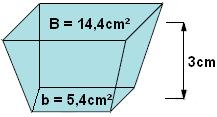 B = 14,4cm²
3cm
b = 5,4cm²